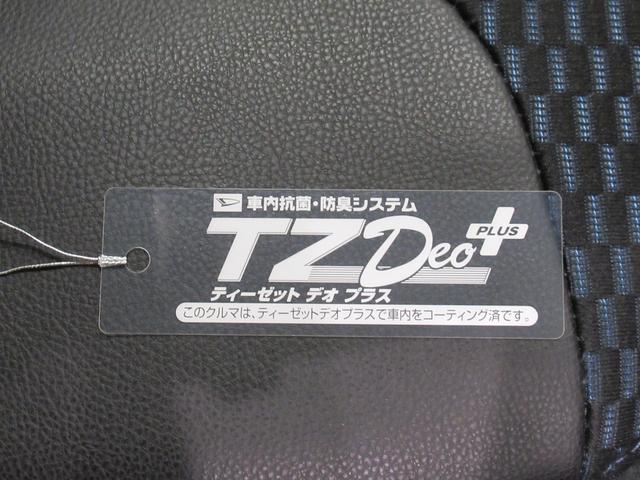 車内抗菌・防臭システム
TZ Deo PLUS
ティーゼット デオ プラス
このクルマは、ティーゼットデオプラスで車内をコーティング済です。